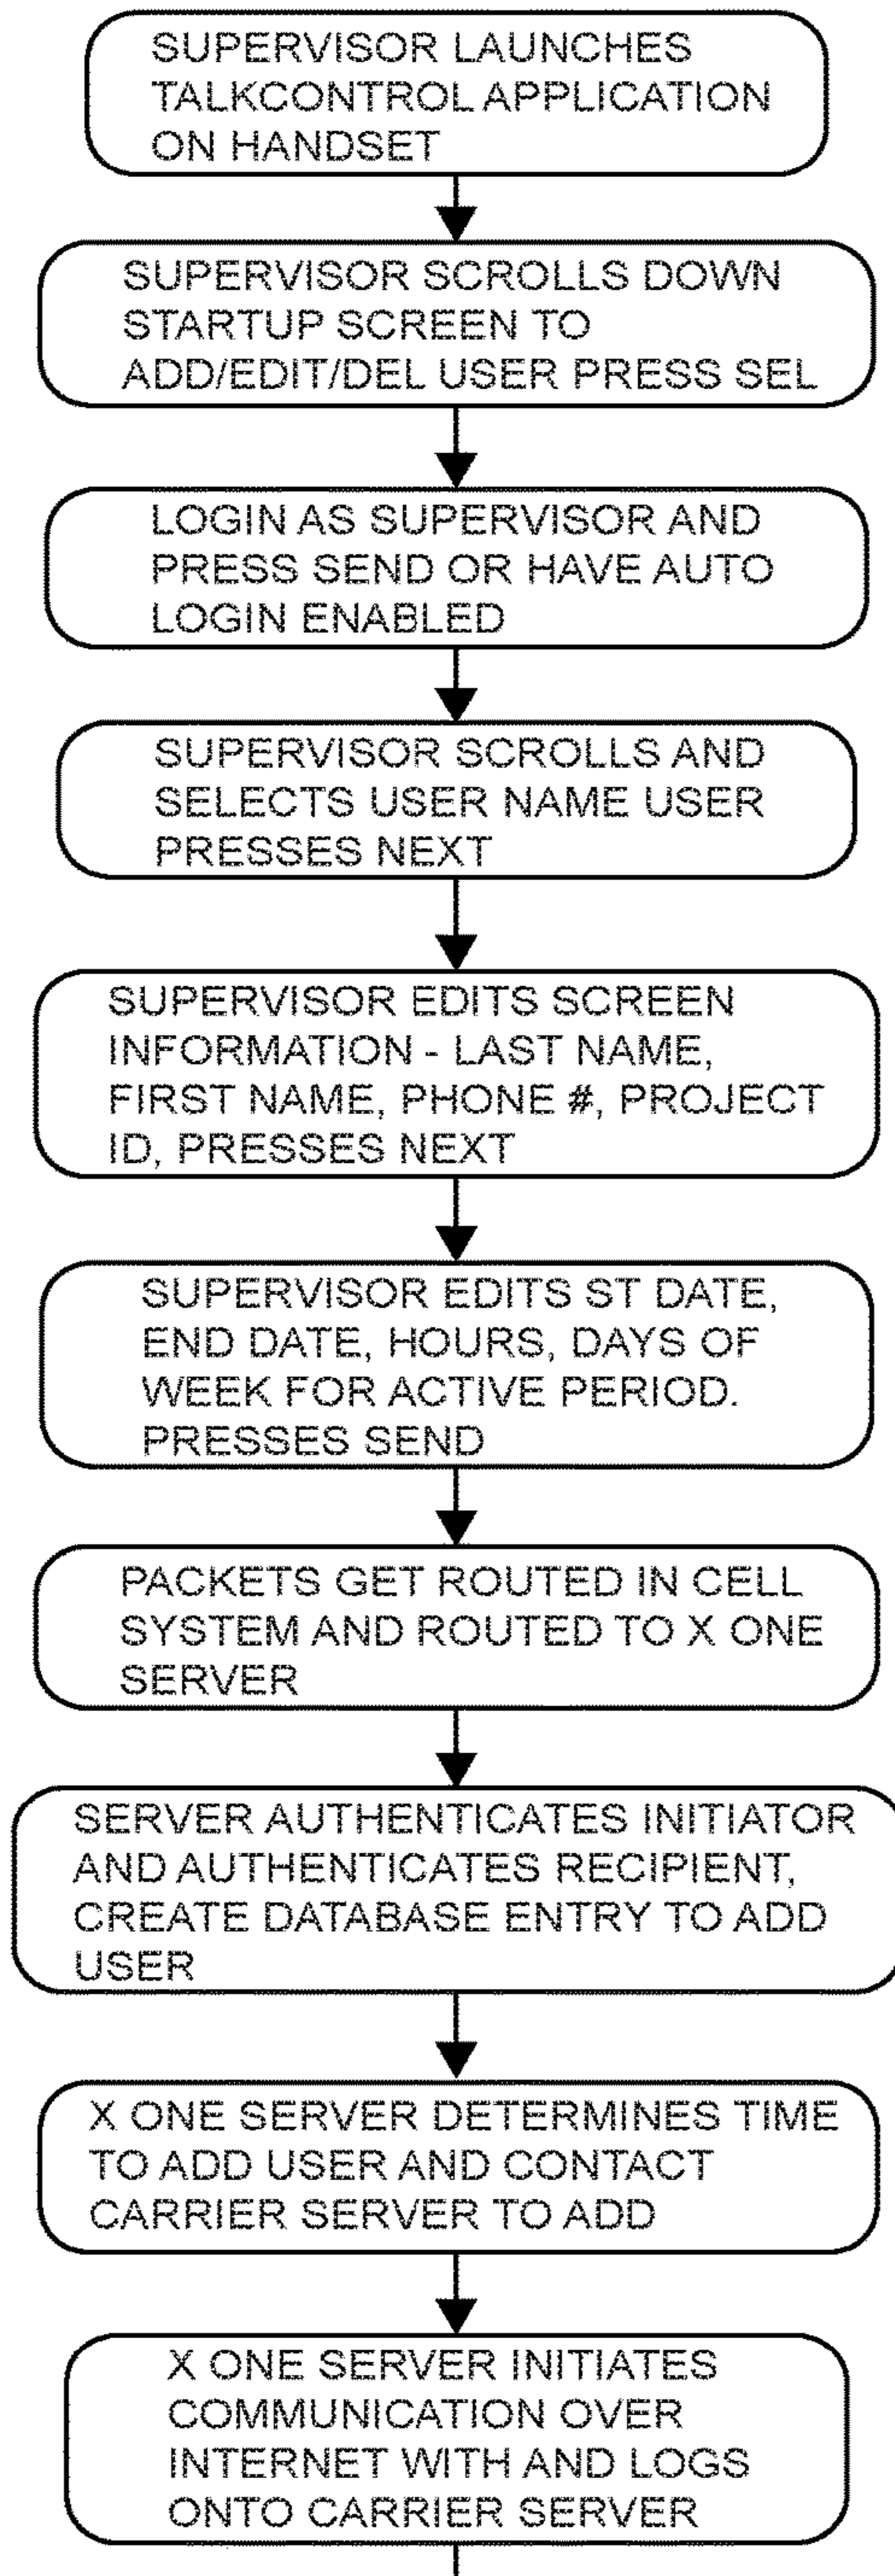 SUPERVISOR LAUNCHES
TALKCONTROL APPLICATION
ON HANDSET
SUPERVISOR SCROLLS DOWN
STARTUP SCREEN TO
ADD/EDIT/DEL USER PRESS SEL
LOGIN AS SUPERVISOR AND
PRESS SEND OR HAVE AUTO
LOGIN ENABLED
SUPERVISOR SCROLLS AND
SELECTS USER NAME USER
PRESSES NEXT
SUPERVISOR EDITS SCREEN
INFORMATION - LAST NAME,
FIRST NAME, PHONE #, PROJECT
ID, PRESSES NEXT
SUPERVISOR EDITS ST DATE,
END DATE, HOURS, DAYS OF
WEEK FOR ACTIVE PERIOD.
PRESSES SEND
PACKETS GET ROUTED IN CELL
SYSTEM AND ROUTED TO X ONE
SERVER
SERVER AUTHENTICATES INITIATOR
AND AUTHENTICATES RECIPIENT,
CREATE DATABASE ENTRY TO ADD
USER
X ONE SERVER DETERMINES TIME
TO ADD USER AND CONTACT
CARRIER SERVER TO ADD
X ONE SERVER INITIATES
COMMUNICATION OVER
INTERNET WITH AND LOGS
ONTO CARRIER SERVER